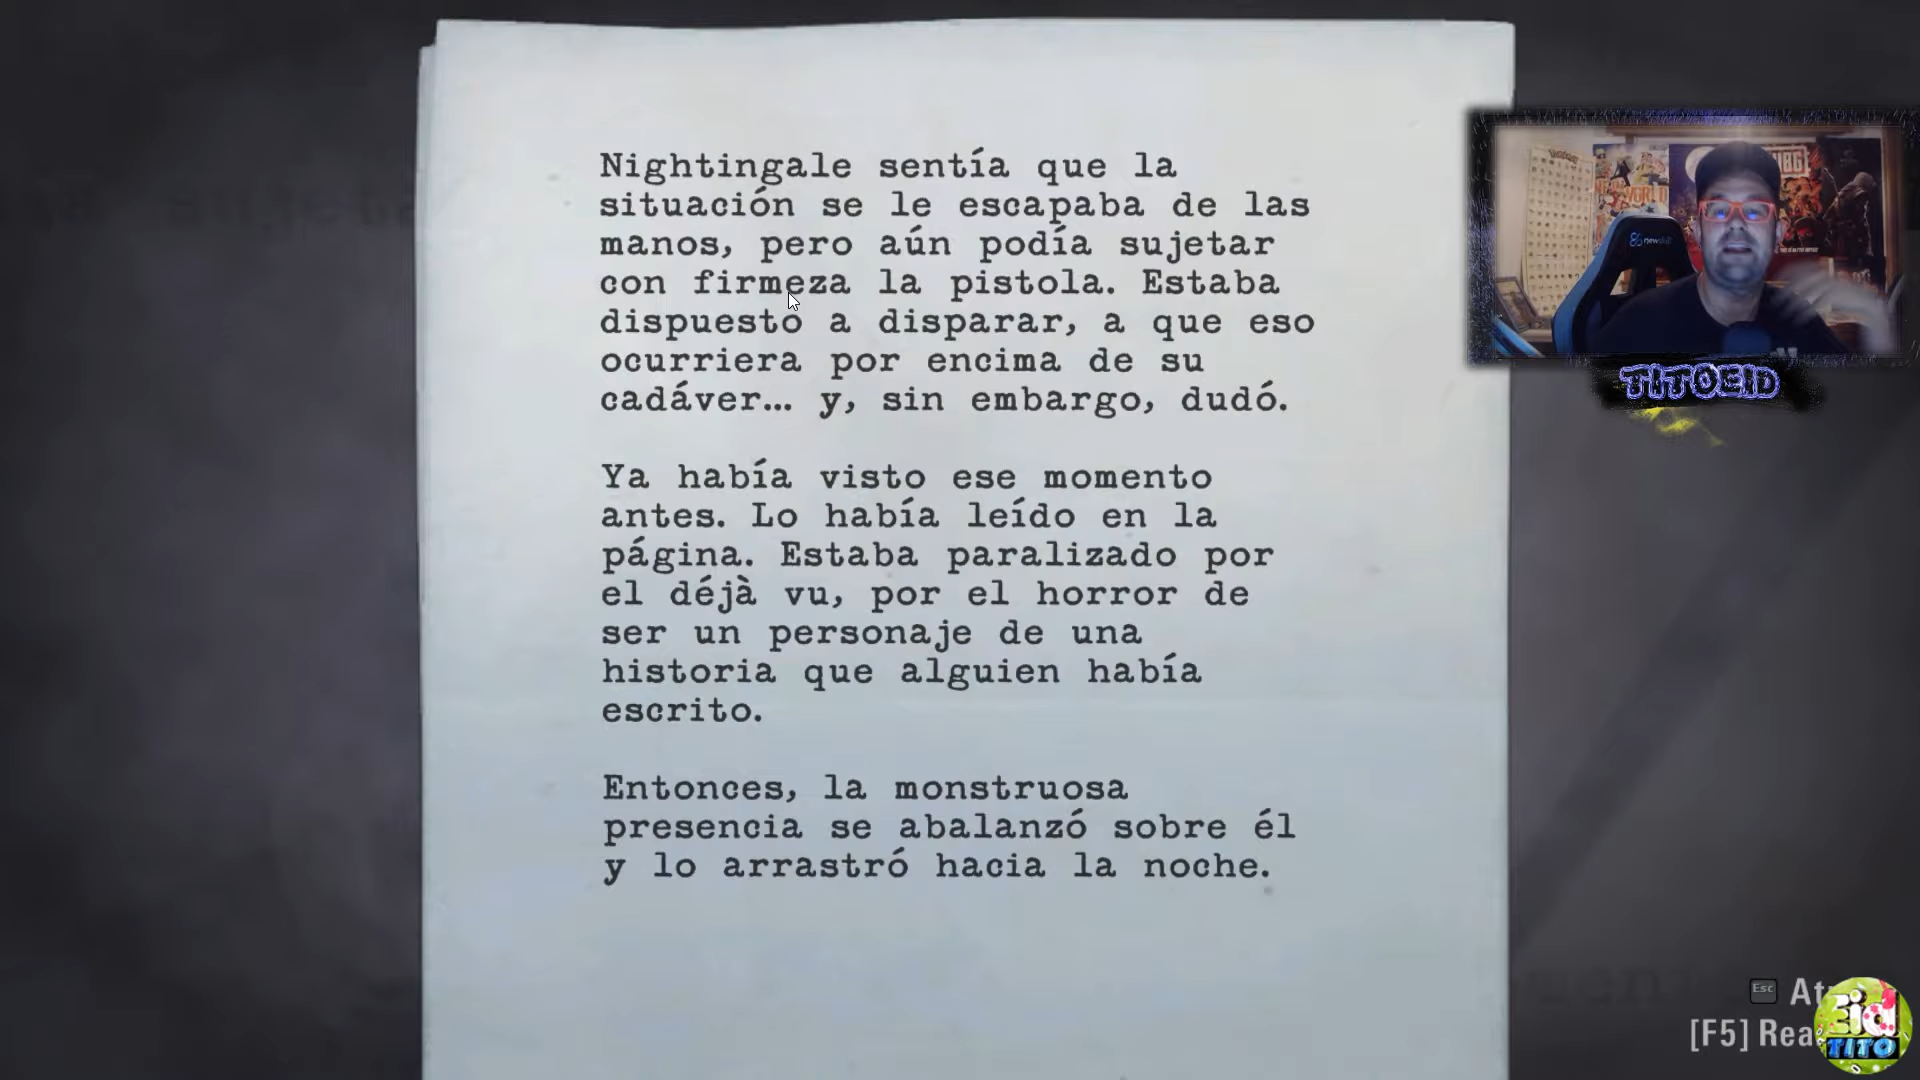 Nightingale sentía que la
situación se le escapaba de las
manos, pero aún podía sujetar
con firmeza la pistola. Estaba
dispuesto a disparar, a que eso
ocurriera por encima de su
cadáver... y, sin embargo, dudó.
Ya había visto ese momento
antes. Lo había leído en la
página. Estaba paralizado por
el déjà vu, por el horror de
ser un personaje de una
historia que alguien había
escrito.
Entonces, la monstruosa
presencia se abalanzó sobre él
y lo arrastró hacia la noche.
newskill
TITOEID
Esc
[F5]
Eid
TITO